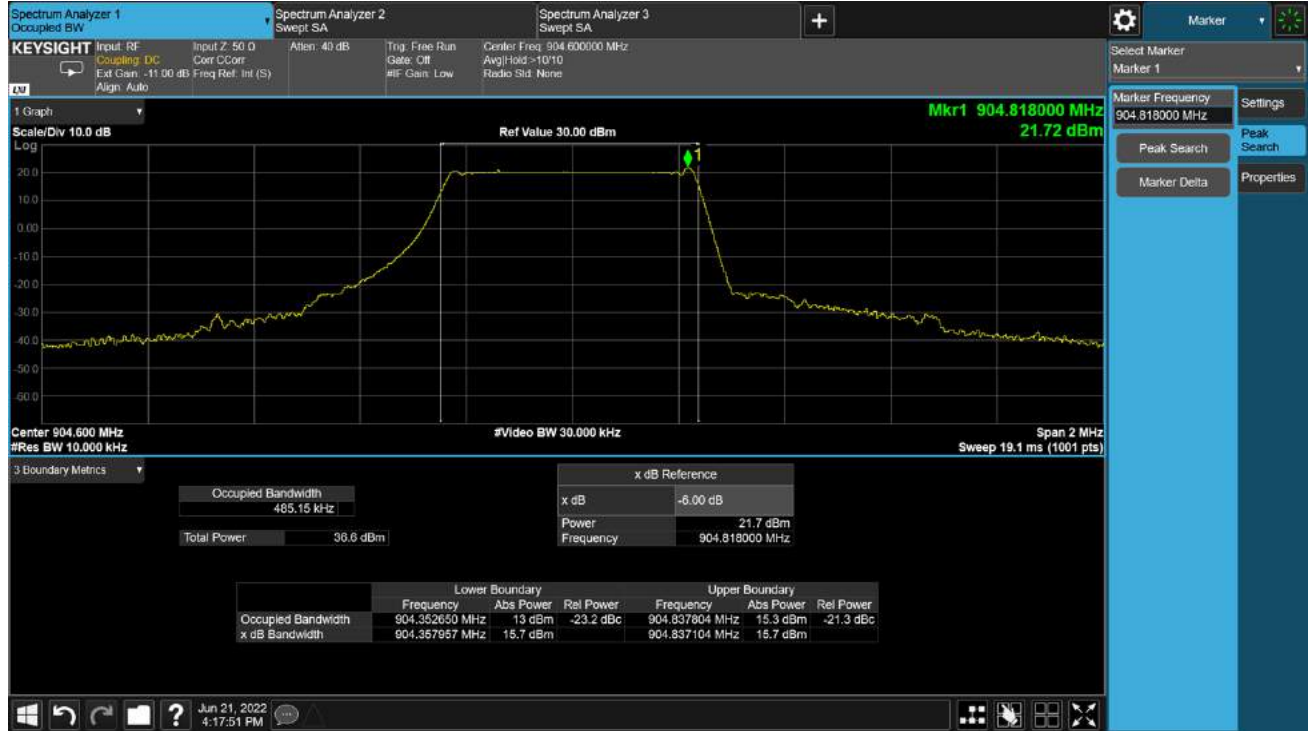 Spectrum Analyzer 1
Occupied BW
Spectrum Analyzer 2
Swept SA
Spectrum Analyzer 3
Swept SA
Marker
KEYSIGHT
Input: RF
Coupling: DC
Ext Gain: -11.00 dB
Align: Auto
Input Z: 50 Ω
Corr CCorr
Freq Ref: Int (S)
Atten: 40 dB
Trig: Free Run
Gate: Off
#IF Gain: Low
Center Freq: 904.600000 MHz
Avg|Hold:>10/10
Radio Std: None
LXI
Select Marker
Marker 1
Marker Frequency
904.818000 MHz
Settings
Peak Search
Peak
Search
Marker Delta
Properties
1 Graph
Scale/Div 10.0 dB
Ref Value 30.00 dBm
Mkr1 904.818000 MHz
21.72 dBm
Log
1
20.0
10.0
0.00
-10.0
-20.0
-30.0
-40.0
-50.0
-60.0
Center 904.600 MHz
#Video BW 30.000 kHz
Span 2 MHz
#Res BW 10.000 kHz
Sweep 19.1 ms (1001 pts)
3 Boundary Metrics
Occupied Bandwidth
485.15 kHz
Total Power 36.6 dBm
x dB Reference
x dB -6.00 dB
Power 21.7 dBm
Frequency 904.818000 MHz
Lower Boundary Upper Boundary
Frequency Abs Power Rel Power Frequency Abs Power Rel Power
Occupied Bandwidth 904.352650 MHz 13 dBm -23.2 dBc 904.837804 MHz 15.3 dBm -21.3 dBc
x dB Bandwidth 904.357957 MHz 15.7 dBm 904.837104 MHz 15.7 dBm
Jun 21, 2022
4:17:51 PM